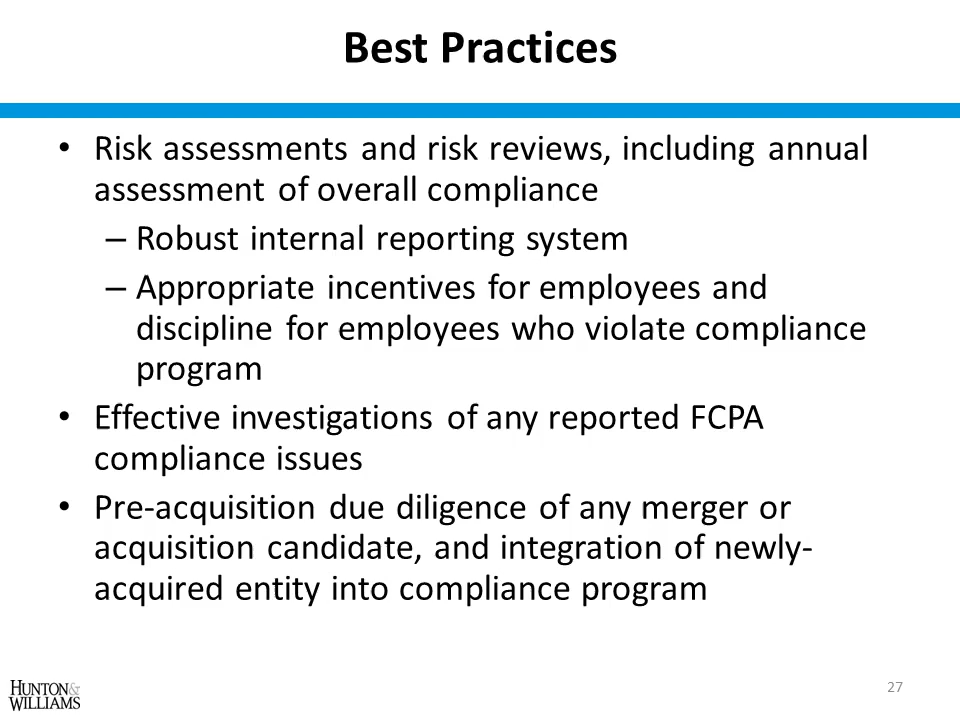 Best Practices
• Risk assessments and risk reviews, including annual
assessment of overall compliance
– Robust internal reporting system
– Appropriate incentives for employees and
discipline for employees who violate compliance
program
• Effective investigations of any reported FCPA
compliance issues
• Pre-acquisition due diligence of any merger or
acquisition candidate, and integration of newly-
acquired entity into compliance program
HUNTON&
WILLIAMS
27